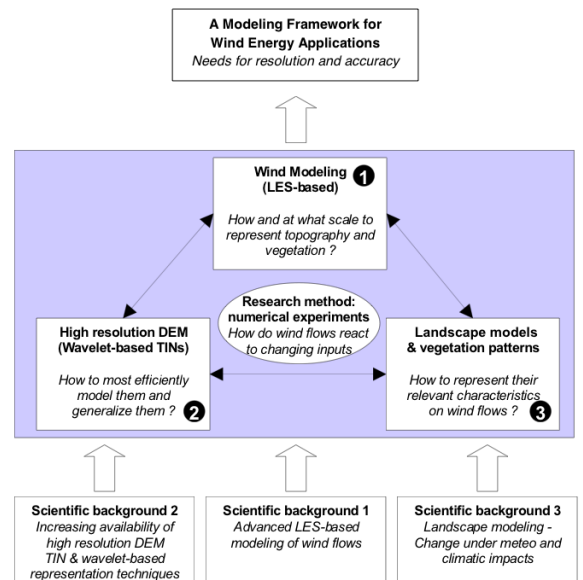 A Modeling Framework for
Wind Energy Applications
Needs for resolution and accuracy
Wind Modeling
(LES-based)
1
How and at what scale to
represent topography and
vegetation ?
Research method:
numerical experiments
How do wind flows react
to changing inputs
High resolution DEM
(Wavelet-based TINs)
How to most efficiently
model them and
generalize them ?
2
Landscape models
& vegetation patterns
How to represent their
relevant characteristics
on wind flows ?
3
Scientific background 2
Increasing availability of
high resolution DEM
TIN & wavelet-based
representation techniques
Scientific background 1
Advanced LES-based
modeling of wind flows
Scientific background 3
Landscape modeling -
Change under meteo and
climatic impacts